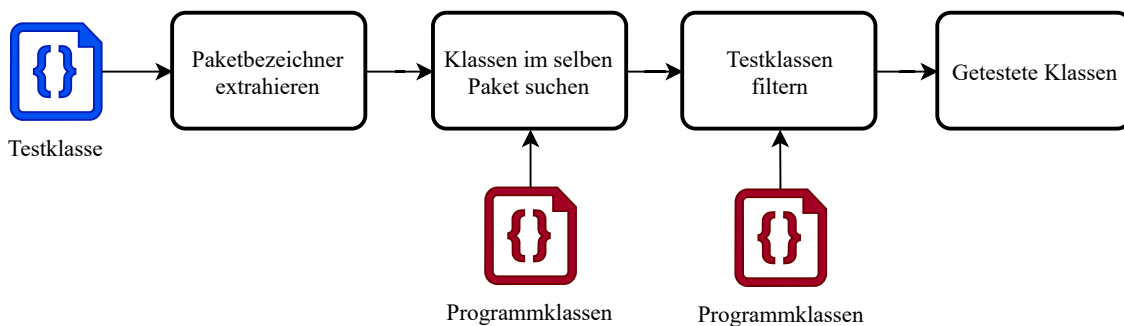 {}
Testklasse
Paketbezeichner
extrahieren
Klassen im selben
Paket suchen
Testklassen
filtern
Getestete Klassen
{}
Programmklassen
{}
Programmklassen